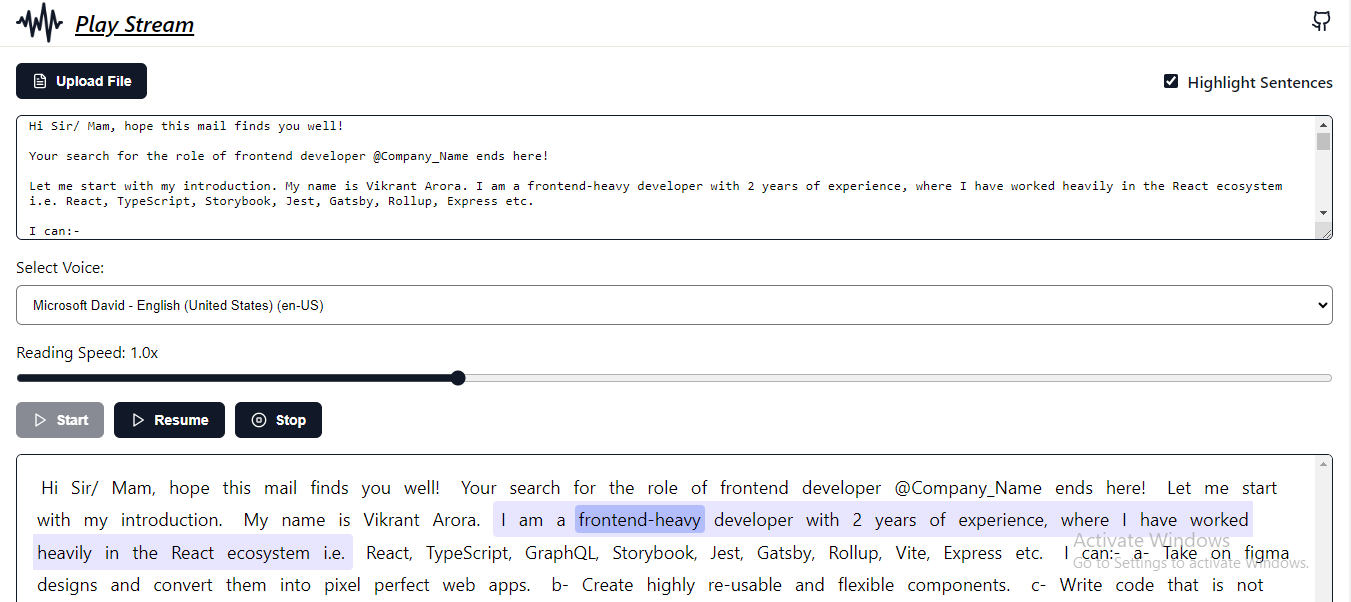 Play Stream
Upload File
Highlight Sentences
Hi Sir/ Mam, hope this mail finds you well!
Your search for the role of frontend developer @Company_Name ends here!
Let me start with my introduction. My name is Vikrant Arora. I am a frontend-heavy developer with 2 years of experience, where I have worked heavily in the React ecosystem
i.e. React, TypeScript, Storybook, Jest, Gatsby, Rollup, Express etc.
I can:-
Select Voice:
Microsoft David - English (United States) (en-US)
Reading Speed: 1.0x
Start
Resume
Stop
Hi Sir/ Mam, hope this mail finds you well! Your search for the role of frontend developer @Company_Name ends here! Let me start
with my introduction. My name is Vikrant Arora. I am a frontend-heavy developer with 2 years of experience, where I have worked
heavily in the React ecosystem i.e. React, TypeScript, GraphQL, Storybook, Jest, Gatsby, Rollup, Vite, Express etc. I can:- a- Take on figma
designs and convert them into pixel perfect web apps. b- Create highly re-usable and flexible components. c- Write code that is not
Activate Windows
Go to Settings to activate Windows.